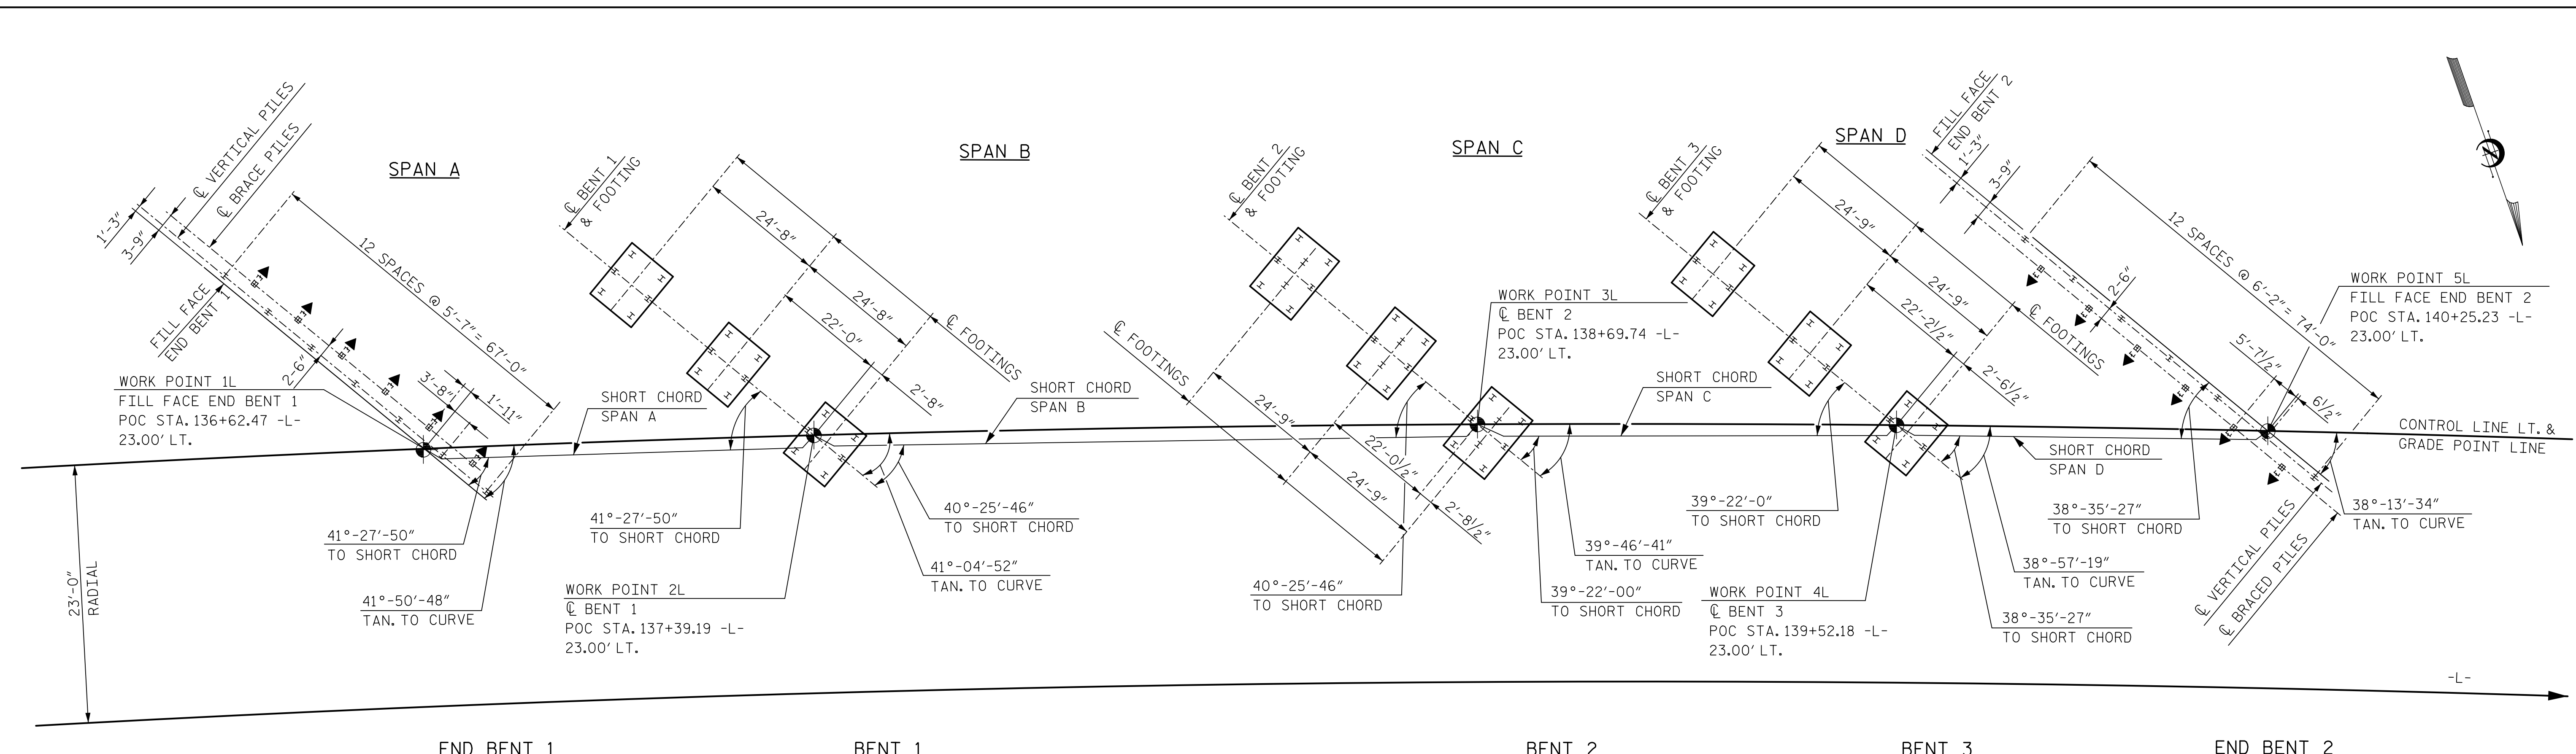 SPAN A
SPAN B
SPAN C
SPAN D
℄ VERTICAL PILES
℄ BRACE PILES
1'-3"
3'-9"
FILL FACE
END BENT 1
12 SPACES @ 5'-7"= 67'-0"
2'-6"
3'-8"
1'-11"
WORK POINT 1L
FILL FACE END BENT 1
POC STA. 136+62.47 -L-
23.00' LT.
SHORT CHORD
SPAN A
41°-27'-50"
TO SHORT CHORD
41°-50'-48"
TAN. TO CURVE
23'-0"
RADIAL
℄ BENT 1
& FOOTING
24'-8"
24'-8"
22'-0"
2'-8"
℄ FOOTINGS
41°-27'-50"
TO SHORT CHORD
WORK POINT 2L
℄ BENT 1
POC STA. 137+39.19 -L-
23.00' LT.
40°-25'-46"
TO SHORT CHORD
41°-04'-52"
TAN. TO CURVE
SHORT CHORD
SPAN B
℄ BENT 2
& FOOTING
℄ FOOTINGS
24'-9"
24'-9"
22'-0½"
2'-8½"
WORK POINT 3L
℄ BENT 2
POC STA. 138+69.74 -L-
23.00' LT.
40°-25'-46"
TO SHORT CHORD
39°-46'-41"
TAN. TO CURVE
39°-22'-00"
TO SHORT CHORD
SHORT CHORD
SPAN C
℄ BENT 3
& FOOTING
24'-9"
24'-9"
22'-2½"
2'-6½"
℄ FOOTINGS
39°-22'-0"
TO SHORT CHORD
WORK POINT 4L
℄ BENT 3
POC STA. 139+52.18 -L-
23.00' LT.
38°-57'-19"
TAN. TO CURVE
38°-35'-27"
TO SHORT CHORD
SHORT CHORD
SPAN D
FILL FACE
END BENT 2
1'-3"
3'-9"
2'-6"
12 SPACES @ 6'-2"= 74'-0"
5'-7½"
6½"
WORK POINT 5L
FILL FACE END BENT 2
POC STA. 140+25.23 -L-
23.00' LT.
38°-35'-27"
TO SHORT CHORD
38°-13'-34"
TAN. TO CURVE
℄ VERTICAL PILES
℄ BRACED PILES
CONTROL LINE LT. &
GRADE POINT LINE
-L-
END BENT 1
BENT 1
BENT 2
BENT 3
END BENT 2